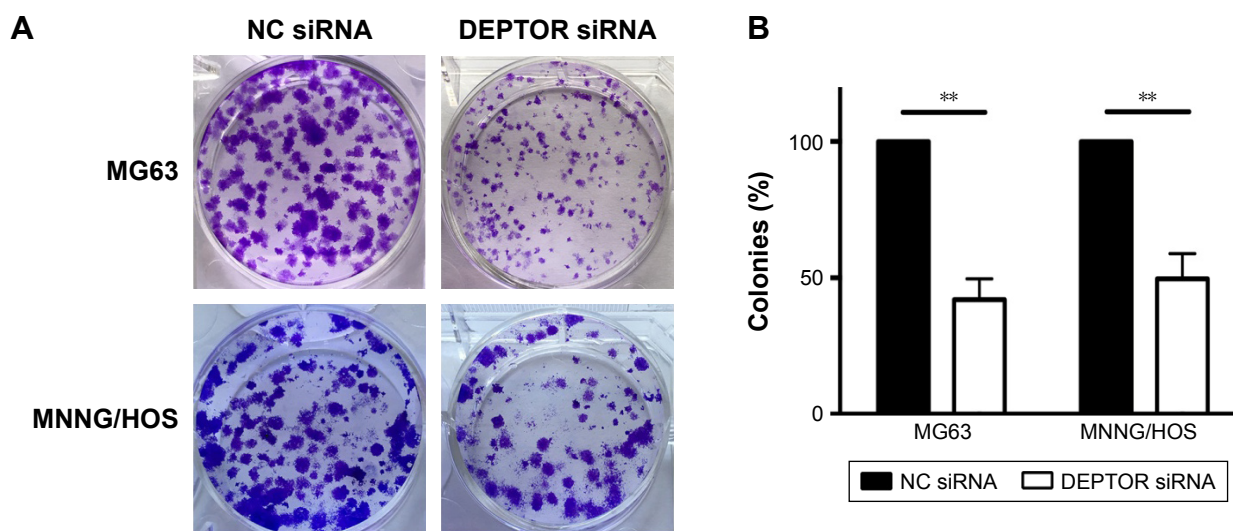 A
NC siRNA
DEPTOR siRNA
MG63
MNNG/HOS
B
Colonies (%)
100
50
0
**
**
MG63
MNNG/HOS
NC siRNA
DEPTOR siRNA